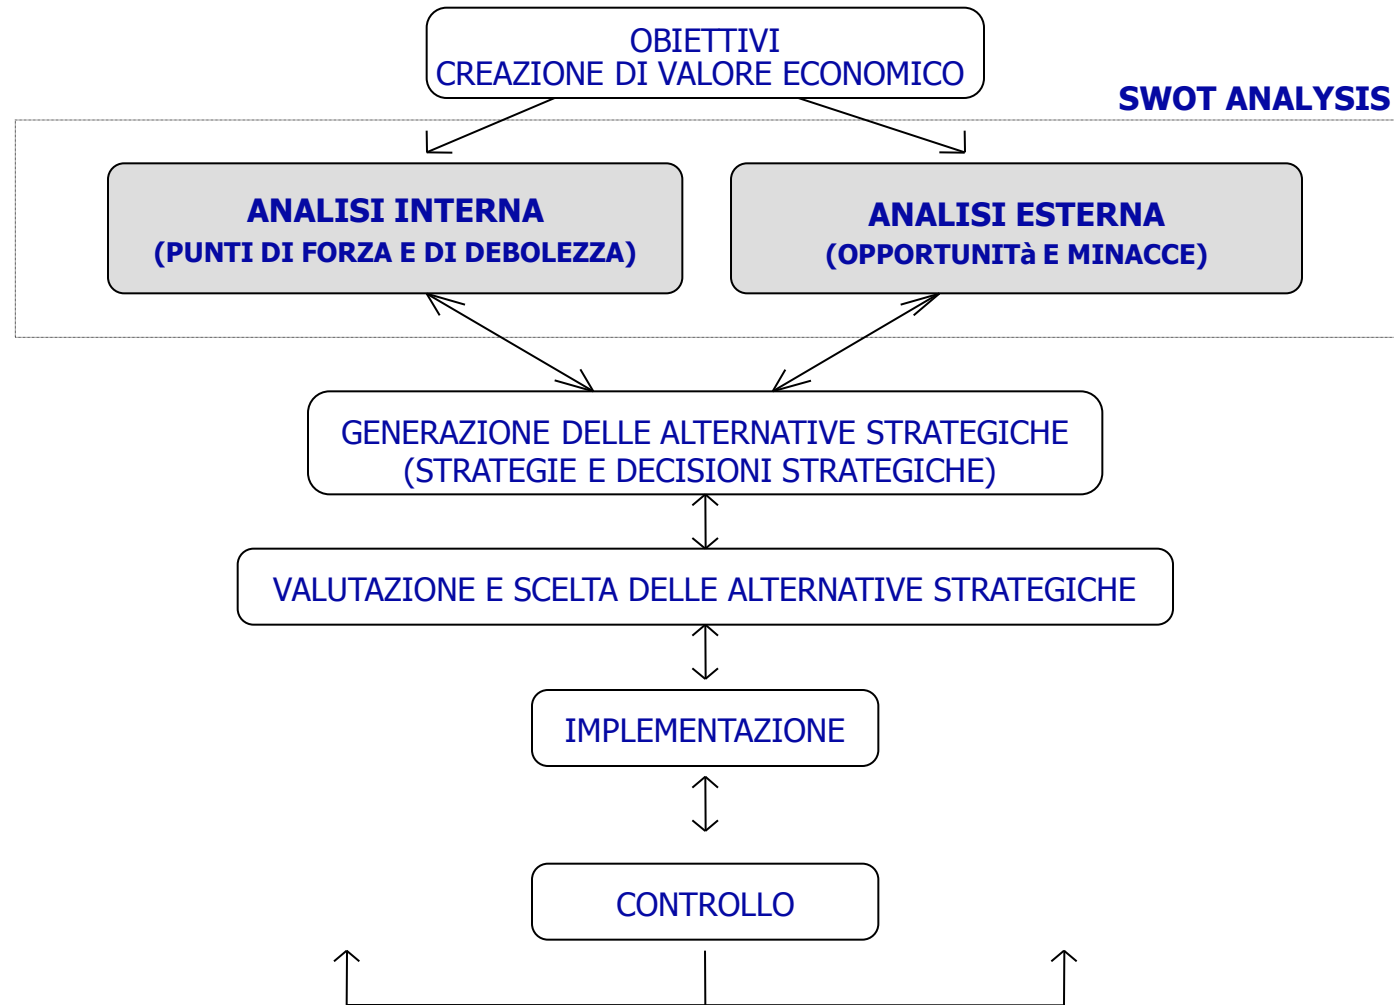 OBIETTIVI
CREAZIONE DI VALORE ECONOMICO
SWOT ANALYSIS
ANALISI INTERNA
(PUNTI DI FORZA E DI DEBOLEZZA)
ANALISI ESTERNA
(OPPORTUNITà E MINACCE)
GENERAZIONE DELLE ALTERNATIVE STRATEGICHE
(STRATEGIE E DECISIONI STRATEGICHE)
VALUTAZIONE E SCELTA DELLE ALTERNATIVE STRATEGICHE
IMPLEMENTAZIONE
CONTROLLO